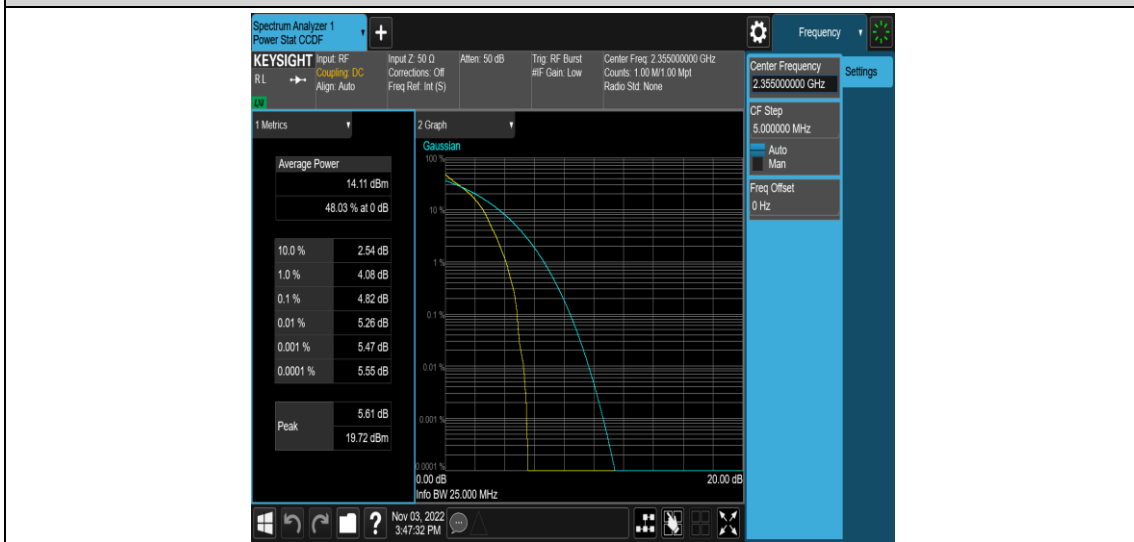 Spectrum Analyzer 1
Power Stat CCDF
+
Frequency
KEYSIGHT
RL
Input: RF
Coupling: DC
Align: Auto
Input Z: 50 Ω
Corrections: Off
Freq Ref: Int (S)
Atten: 50 dB
Trig: RF Burst
#IF Gain: Low
Center Freq: 2.355000000 GHz
Counts: 1.00 M/1.00 Mpt
Radio Std: None
Center Frequency
2.355000000 GHz
Settings
CF Step
5.000000 MHz
Auto
Man
Freq Offset
0 Hz
1 Metrics
Average Power
14.11 dBm
48.03 % at 0 dB
10.0 % 2.54 dB
1.0 % 4.08 dB
0.1 % 4.82 dB
0.01 % 5.26 dB
0.001 % 5.47 dB
0.0001 % 5.55 dB
Peak
5.61 dB
19.72 dBm
2 Graph
Gaussian
100 %
10 %
1 %
0.1 %
0.01 %
0.001 %
0.0001 %
0.00 dB 20.00 dB
Info BW 25.000 MHz
?
Nov 03, 2022
3:47:32 PM